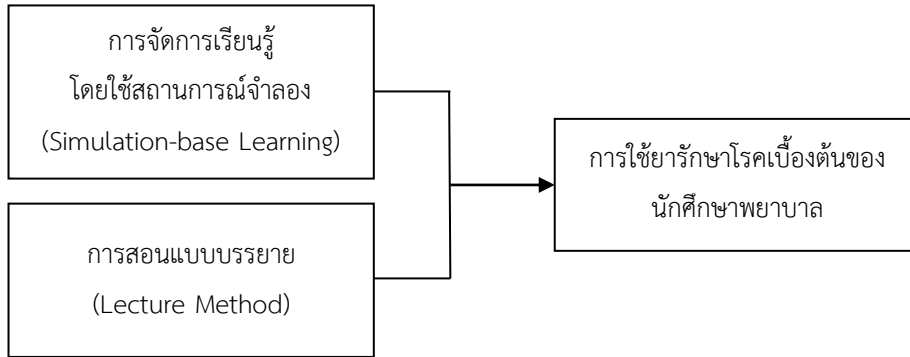 การจัดการเรียนรู้
โดยใช้สถานการณ์จำลอง
(Simulation-base Learning)
การใช้ยารักษาโรคเบื้องต้นของ
นักศึกษาพยาบาล
การสอนแบบบรรยาย
(Lecture Method)